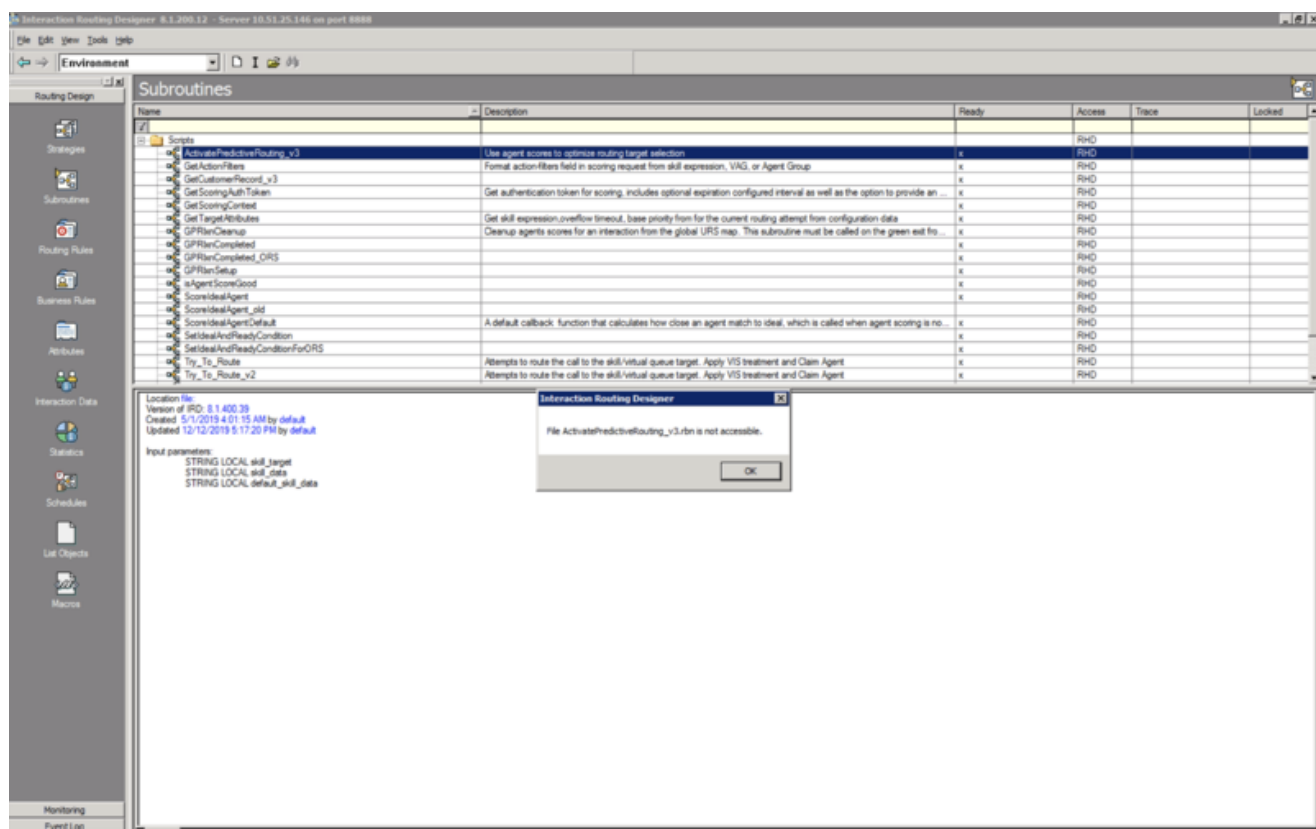 Interaction Routing Designer 8.1.200.12 - Server 10.51.25.146 on port 8888
File Edit View Tools Help
Environment
Routing Design
Subroutines
Name Description Ready Access Trace Locked
Scripts RHD
ActivatePredictiveRouting_v3 Use agent scores to optimize routing target selection x RHD
GetActionFilters Format action-filters field in scoring request from skill expression, VAG, or Agent Group x RHD
GetCustomerRecord_v3 x RHD
GetScoringAuthToken Get authentication token for scoring, includes optional expiration configured interval as well as the option to provide an ... x RHD
GetScoringContext x RHD
GetTargetAttributes Get skill expression,overflow timeout, base priority from for the current routing attempt from configuration data x RHD
GPRIxnCleanup Cleanup agents scores for an interaction from the global URS map. This subroutine must be called on the green exit fro... x RHD
GPRIxnCompleted x RHD
GPRIxnCompleted_ORS x RHD
GPRIxnSetup x RHD
isAgentScoreGood x RHD
ScoreIdealAgent x RHD
ScoreIdealAgent_old RHD
ScoreIdealAgentDefault A default callback function that calculates how close an agent match to ideal, which is called when agent scoring is no... x RHD
SetIdealAndReadyCondition x RHD
SetIdealAndReadyConditionForORS x RHD
Try_To_Route Attempts to route the call to the skill/virtual queue target. Apply VIS treatment and Claim Agent x RHD
Try_To_Route_v2 Attempts to route the call to the skill/virtual queue target. Apply VIS treatment and Claim Agent x RHD
Strategies
Subroutines
Routing Rules
Business Rules
Attributes
Interaction Data
Statistics
Schedules
List Objects
Macros
Monitoring
Event Log
Location file:
Version of IRD: 8.1.400.39
Created 5/1/2019 4:01:15 AM by default
Updated 12/12/2019 5:17:20 PM by default
Input parameters:
STRING LOCAL skill_target
STRING LOCAL skill_data
STRING LOCAL default_skill_data
Interaction Routing Designer
File ActivatePredictiveRouting_v3.rbn is not accessible.
OK